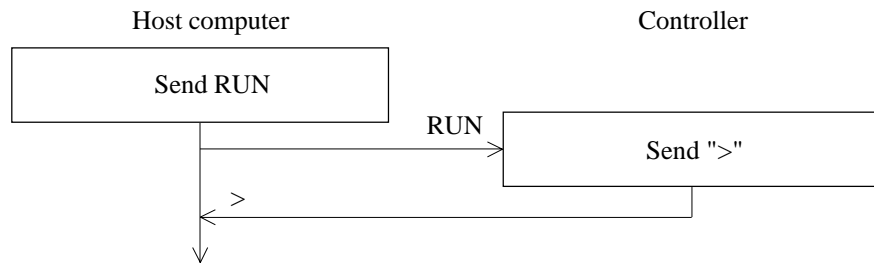 Host computer
Controller
Send RUN
RUN
Send ">"
>